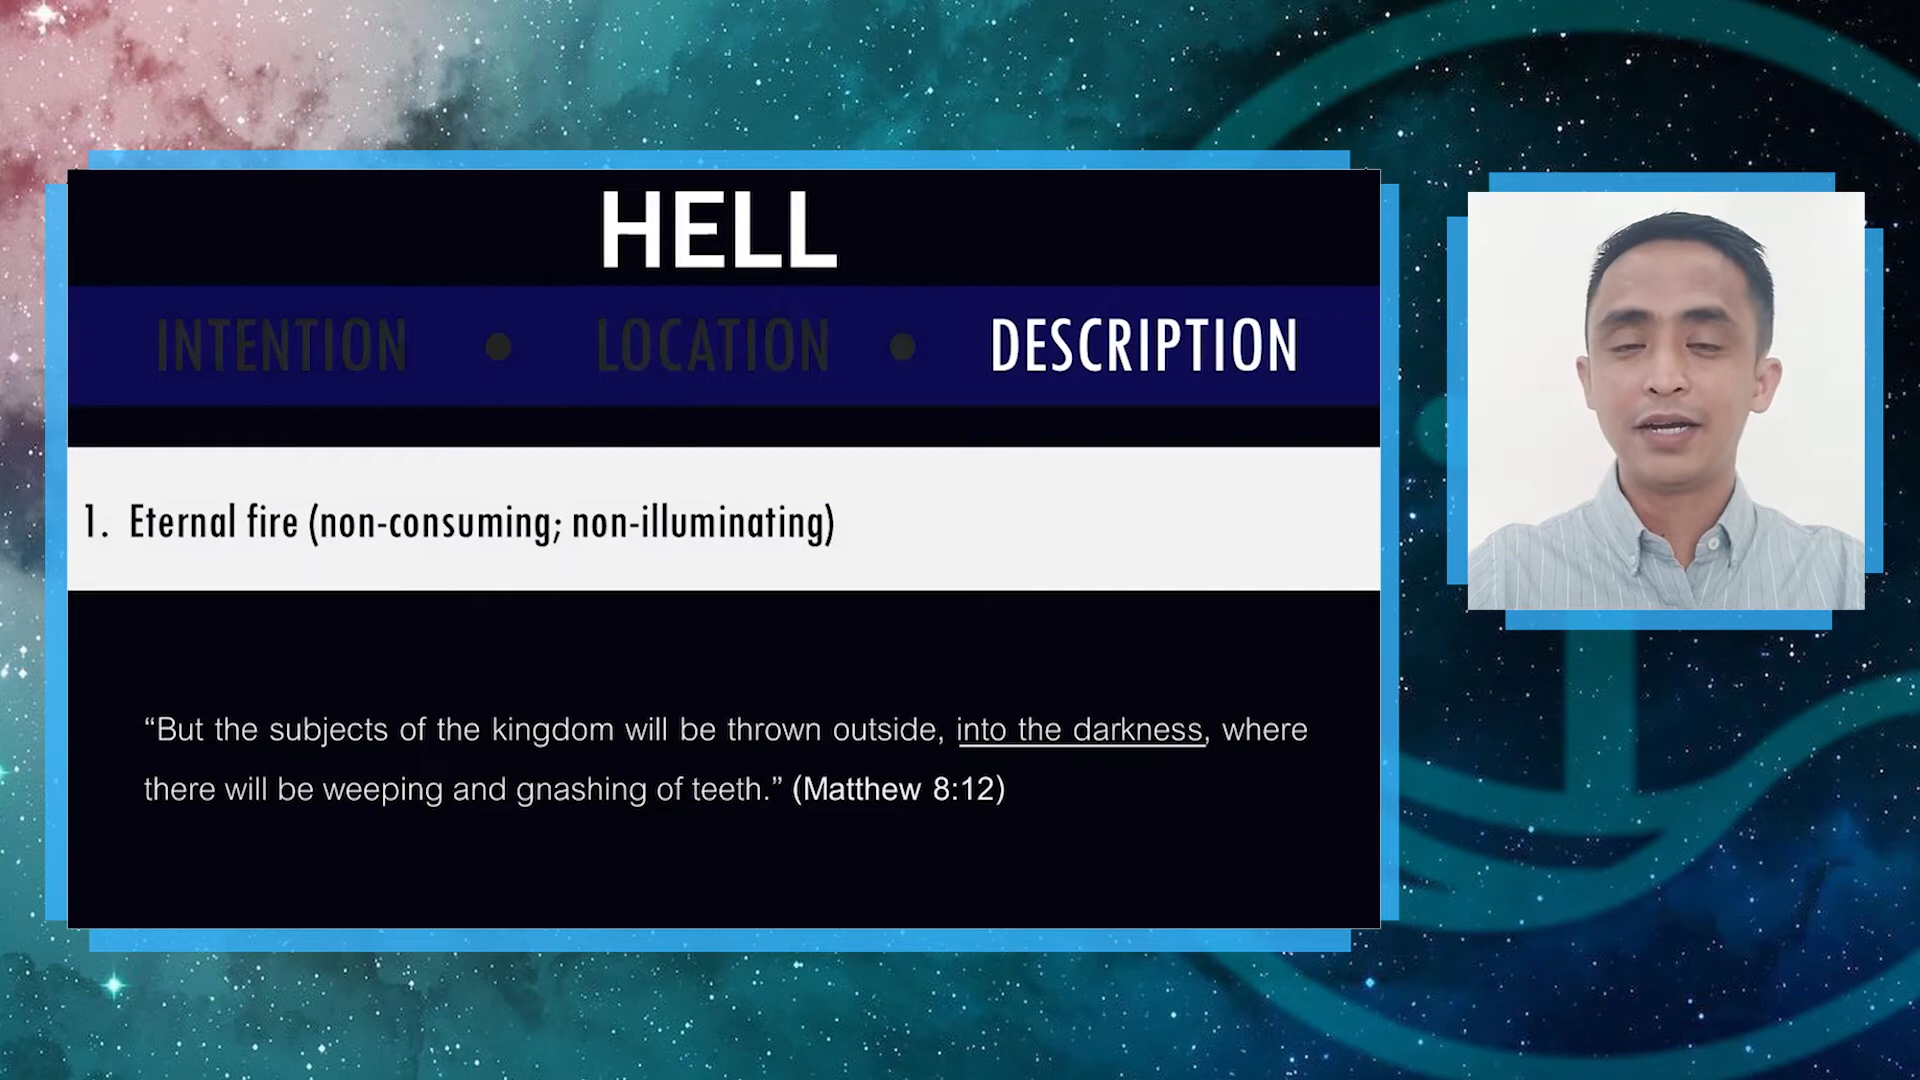 HELL
INTENTION • LOCATION • DESCRIPTION
1. Eternal fire (non-consuming; non-illuminating)
“But the subjects of the kingdom will be thrown outside, into the darkness, where
there will be weeping and gnashing of teeth.” (Matthew 8:12)